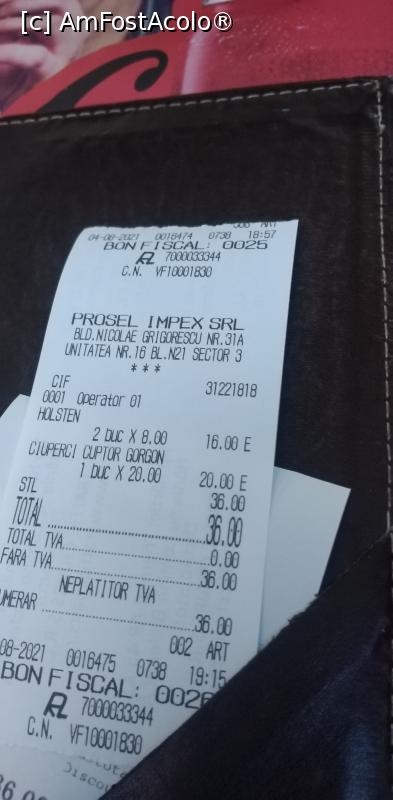 [c] AmFostAcolo®
ART
04-08-2021 0016474 0738 18:57
BON FISCAL: 0025
7000033344
C.N. VF10001830
PROSEL IMPEX SRL
BLD.NICOLAE GRIGORESCU NR.31A
UNITATEA NR.16 BL.N21 SECTOR 3
* * *
CIF 31221818
0001 Operator 01
HOLSTEN
2 buc X 8.00 16.00 E
CIUPERCI CUPTOR GORGON
1 buc X 20.00 20.00 E
STL 36.00
TOTAL ..............................36.00
TOTAL TVA..............................0.00
FARA TVA..............................36.00
NEPLATITOR TVA
UMERAR ..............................36.00
002 ART
08-2021 0016475 0738 19:15
BON FISCAL: 0026
7000033344
C.N. VF10001830